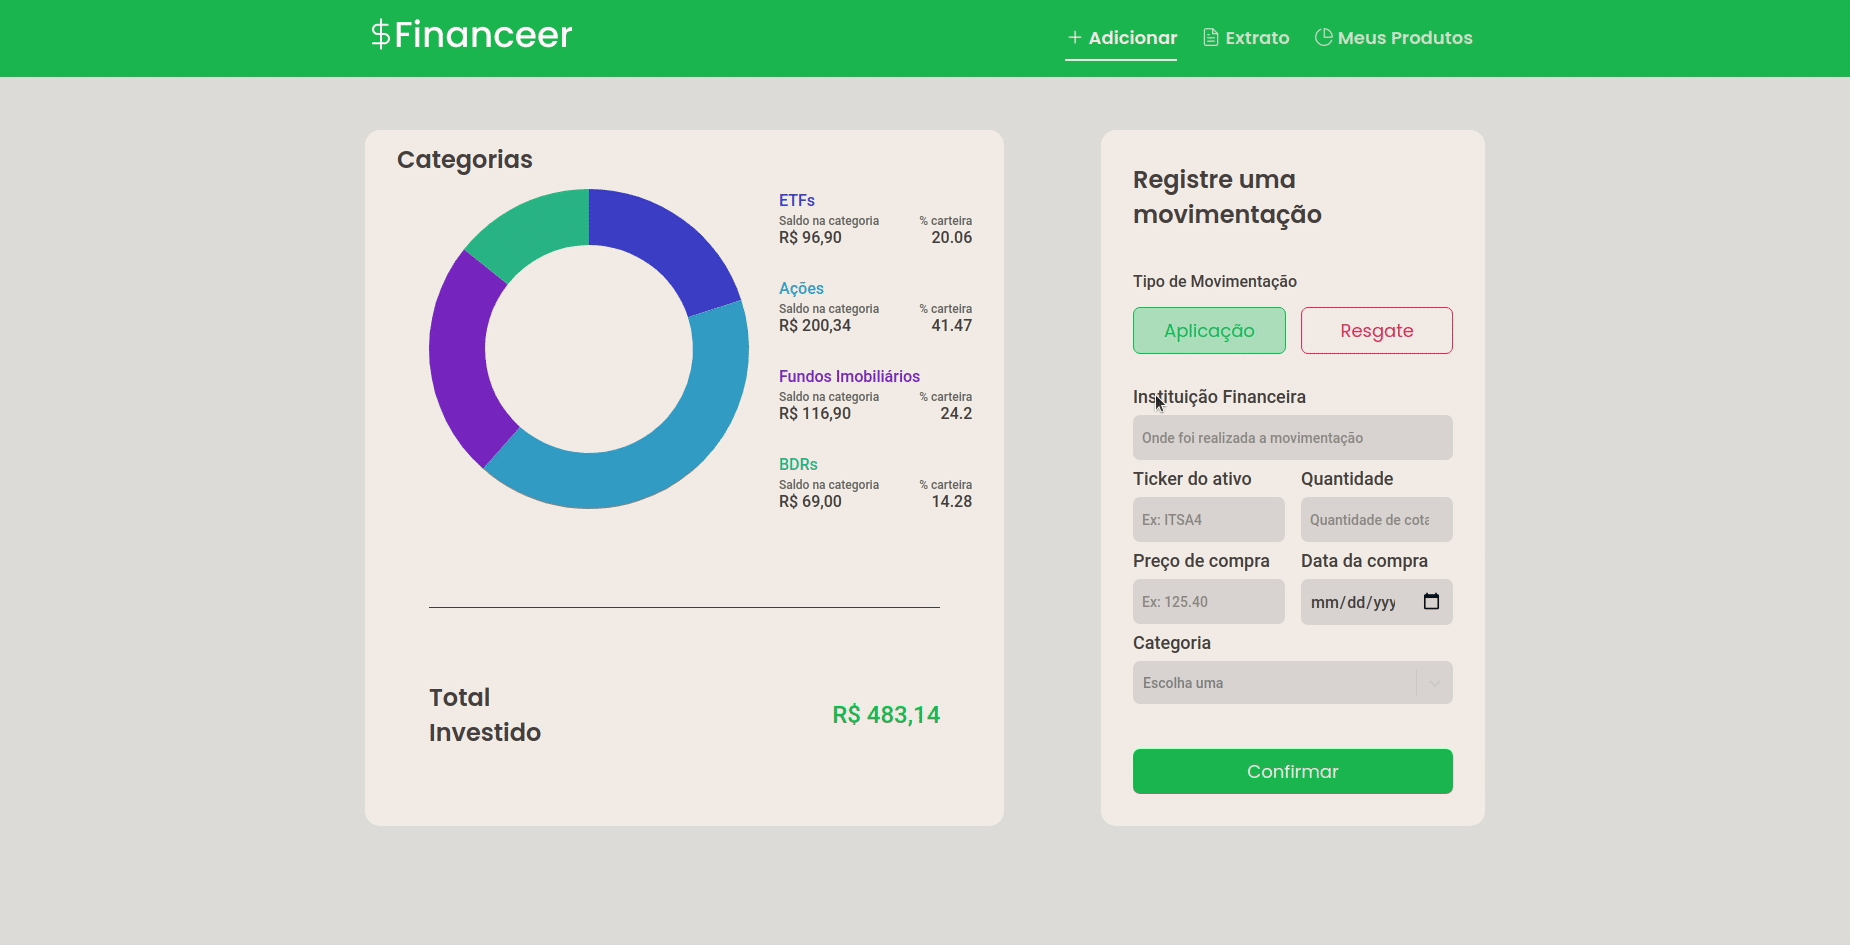 $Financeer
Adicionar
Extrato
Meus Produtos
Categorias
ETFs
Saldo na categoria % carteira
R$ 96,90 20.06
Ações
Saldo na categoria % carteira
R$ 200,34 41.47
Fundos Imobiliários
Saldo na categoria % carteira
R$ 116,90 24.2
BDRs
Saldo na categoria % carteira
R$ 69,00 14.28
Total
Investido
R$ 483,14
Registre uma
movimentação
Tipo de Movimentação
Aplicação Resgate
Instituição Financeira
Onde foi realizada a movimentação
Ticker do ativo Quantidade
Ex: ITSA4 Quantidade de cota
Preço de compra Data da compra
Ex: 125.40 mm/dd/yyy
Categoria
Escolha uma
Confirmar